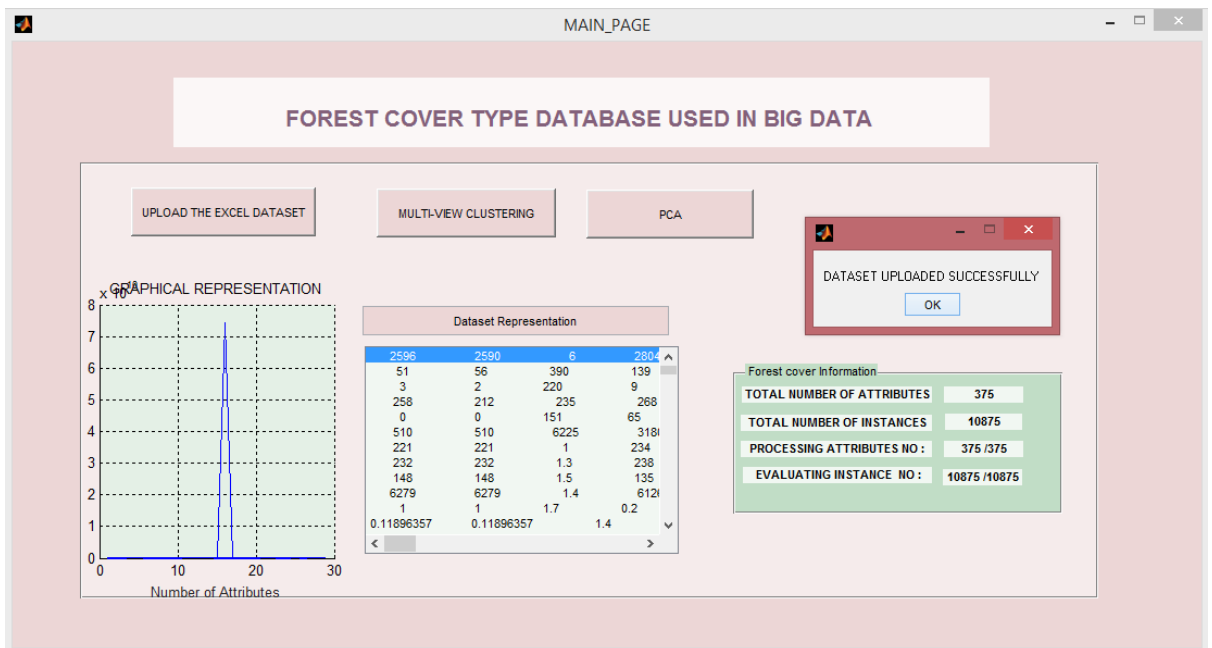 MAIN_PAGE
FOREST COVER TYPE DATABASE USED IN BIG DATA
UPLOAD THE EXCEL DATASET
MULTI-VIEW CLUSTERING
PCA
DATASET UPLOADED SUCCESSFULLY
OK
GRAPHICAL REPRESENTATION
x 10
8
7
6
5
4
3
2
1
0
0 10 20 30
Number of Attributes
Dataset Representation
2596 2590 6 2804
51 56 390 139
3 2 220 9
258 212 235 268
0 0 151 65
510 510 6225 318
221 221 1 234
232 232 1.3 238
148 148 1.5 135
6279 6279 1.4 612
1 1 1.7 0.2
0.11896357 0.11896357 1.4
Forest cover Information
TOTAL NUMBER OF ATTRIBUTES 375
TOTAL NUMBER OF INSTANCES 10875
PROCESSING ATTRIBUTES NO : 375 /375
EVALUATING INSTANCE NO : 10875 /10875